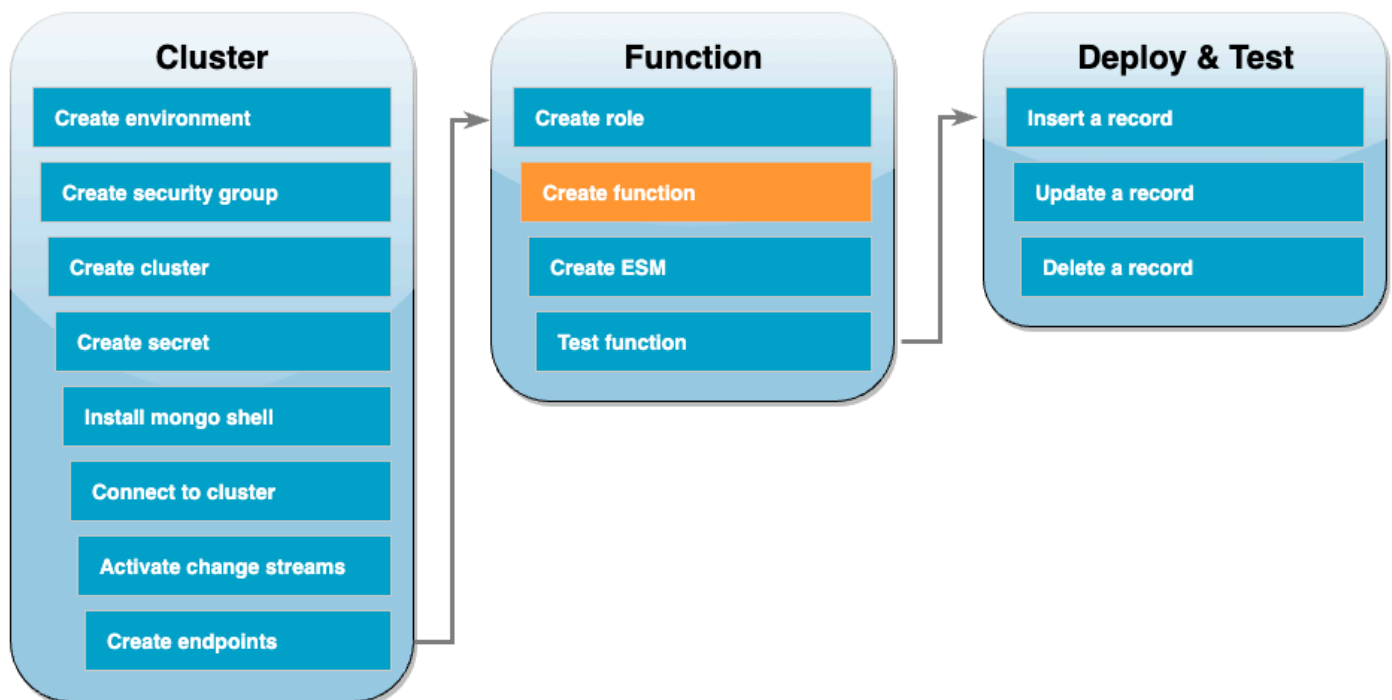 Cluster
Create environment
Create security group
Create cluster
Create secret
Install mongo shell
Connect to cluster
Activate change streams
Create endpoints
Function
Create role
Create function
Create ESM
Test function
Deploy & Test
Insert a record
Update a record
Delete a record